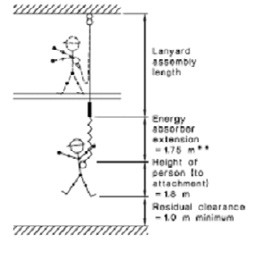 Lanyard
assembly
length
Energy
absorber
extension
= 1.75 m**
Height of
person (to
attachment)
= 1.8 m
Residual clearance
= 1.0 m minimum